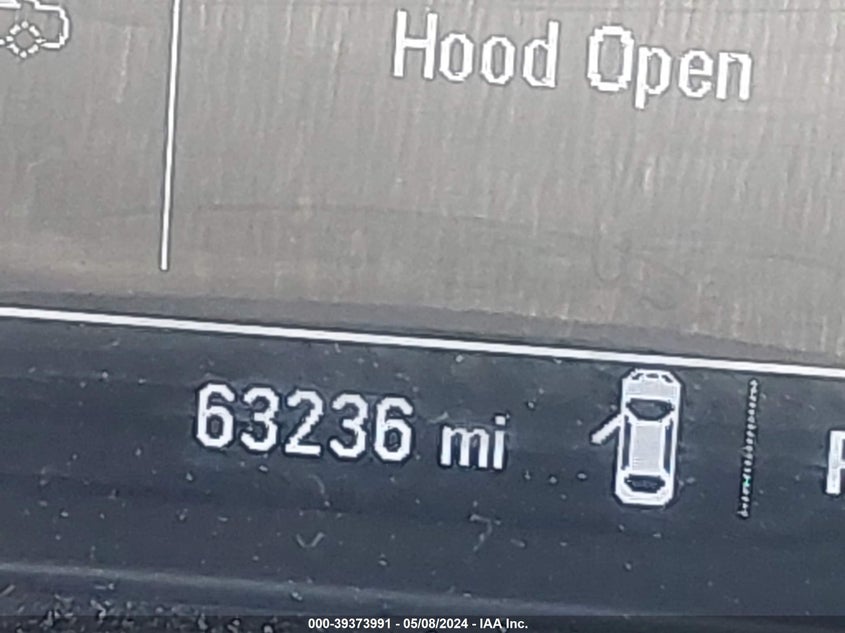 Hood Open
63236 mi
000-39373991 - 05/08/2024 - IAA Inc.